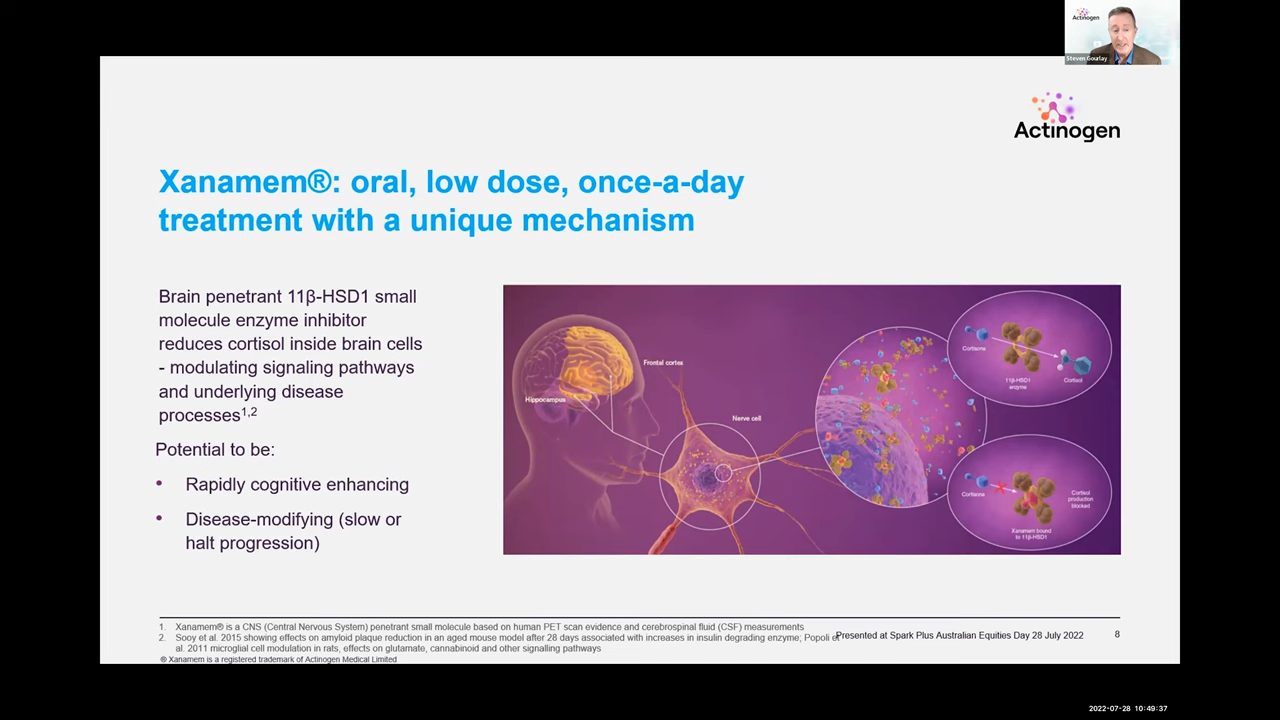 Actinogen
Steven Gourlay
Actinogen
Xanamem®: oral, low dose, once-a-day
treatment with a unique mechanism
Brain penetrant 11β-HSD1 small
molecule enzyme inhibitor
reduces cortisol inside brain cells
- modulating signaling pathways
and underlying disease
processes1,2
Potential to be:
• Rapidly cognitive enhancing
• Disease-modifying (slow or
halt progression)
Frontal cortex
Hippocampus
Nerve cell
Cortisone
11β-HSD1
enzyme
Cortisol
Cortisone
Cortisol
production
blocked
Xanamem bound
to 11β-HSD1
1. Xanamem® is a CNS (Central Nervous System) penetrant small molecule based on human PET scan evidence and cerebrospinal fluid (CSF) measurements
2. Sooy et al. 2015 showing effects on amyloid plaque reduction in an aged mouse model after 28 days associated with increases in insulin degrading enzyme; Popoli et
al. 2011 microglial cell modulation in rats, effects on glutamate, cannabinoid and other signalling pathways
® Xanamem is a registered trademark of Actinogen Medical Limited
Presented at Spark Plus Australian Equities Day 28 July 2022
8
2022-07-28 10:49:37